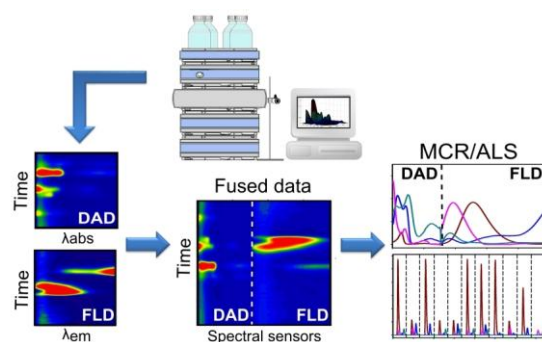 MCR/ALS
DAD FLD
Fused data
Time
DAD
λabs
Time
FLD
λem
Time
DAD FLD
Spectral sensors